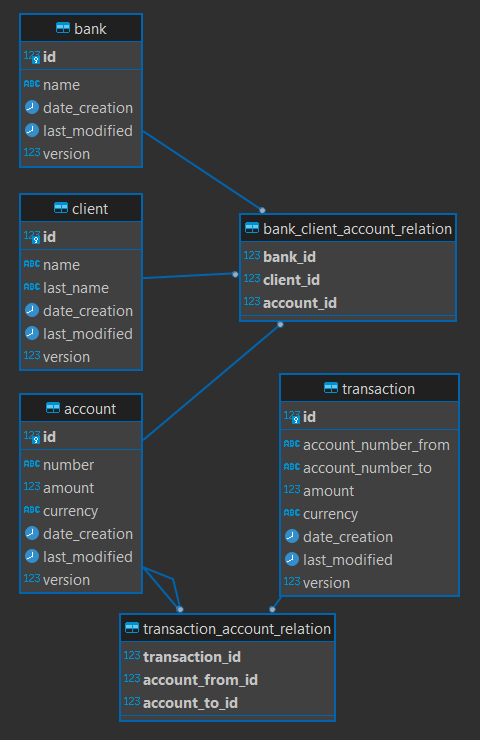 bank
123 id
ABC name
date_creation
last_modified
123 version
client
123 id
ABC name
ABC last_name
date_creation
last_modified
123 version
bank_client_account_relation
123 bank_id
123 client_id
123 account_id
account
123 id
ABC number
123 amount
ABC currency
date_creation
last_modified
123 version
transaction
123 id
ABC account_number_from
ABC account_number_to
123 amount
ABC currency
date_creation
last_modified
123 version
transaction_account_relation
123 transaction_id
123 account_from_id
123 account_to_id